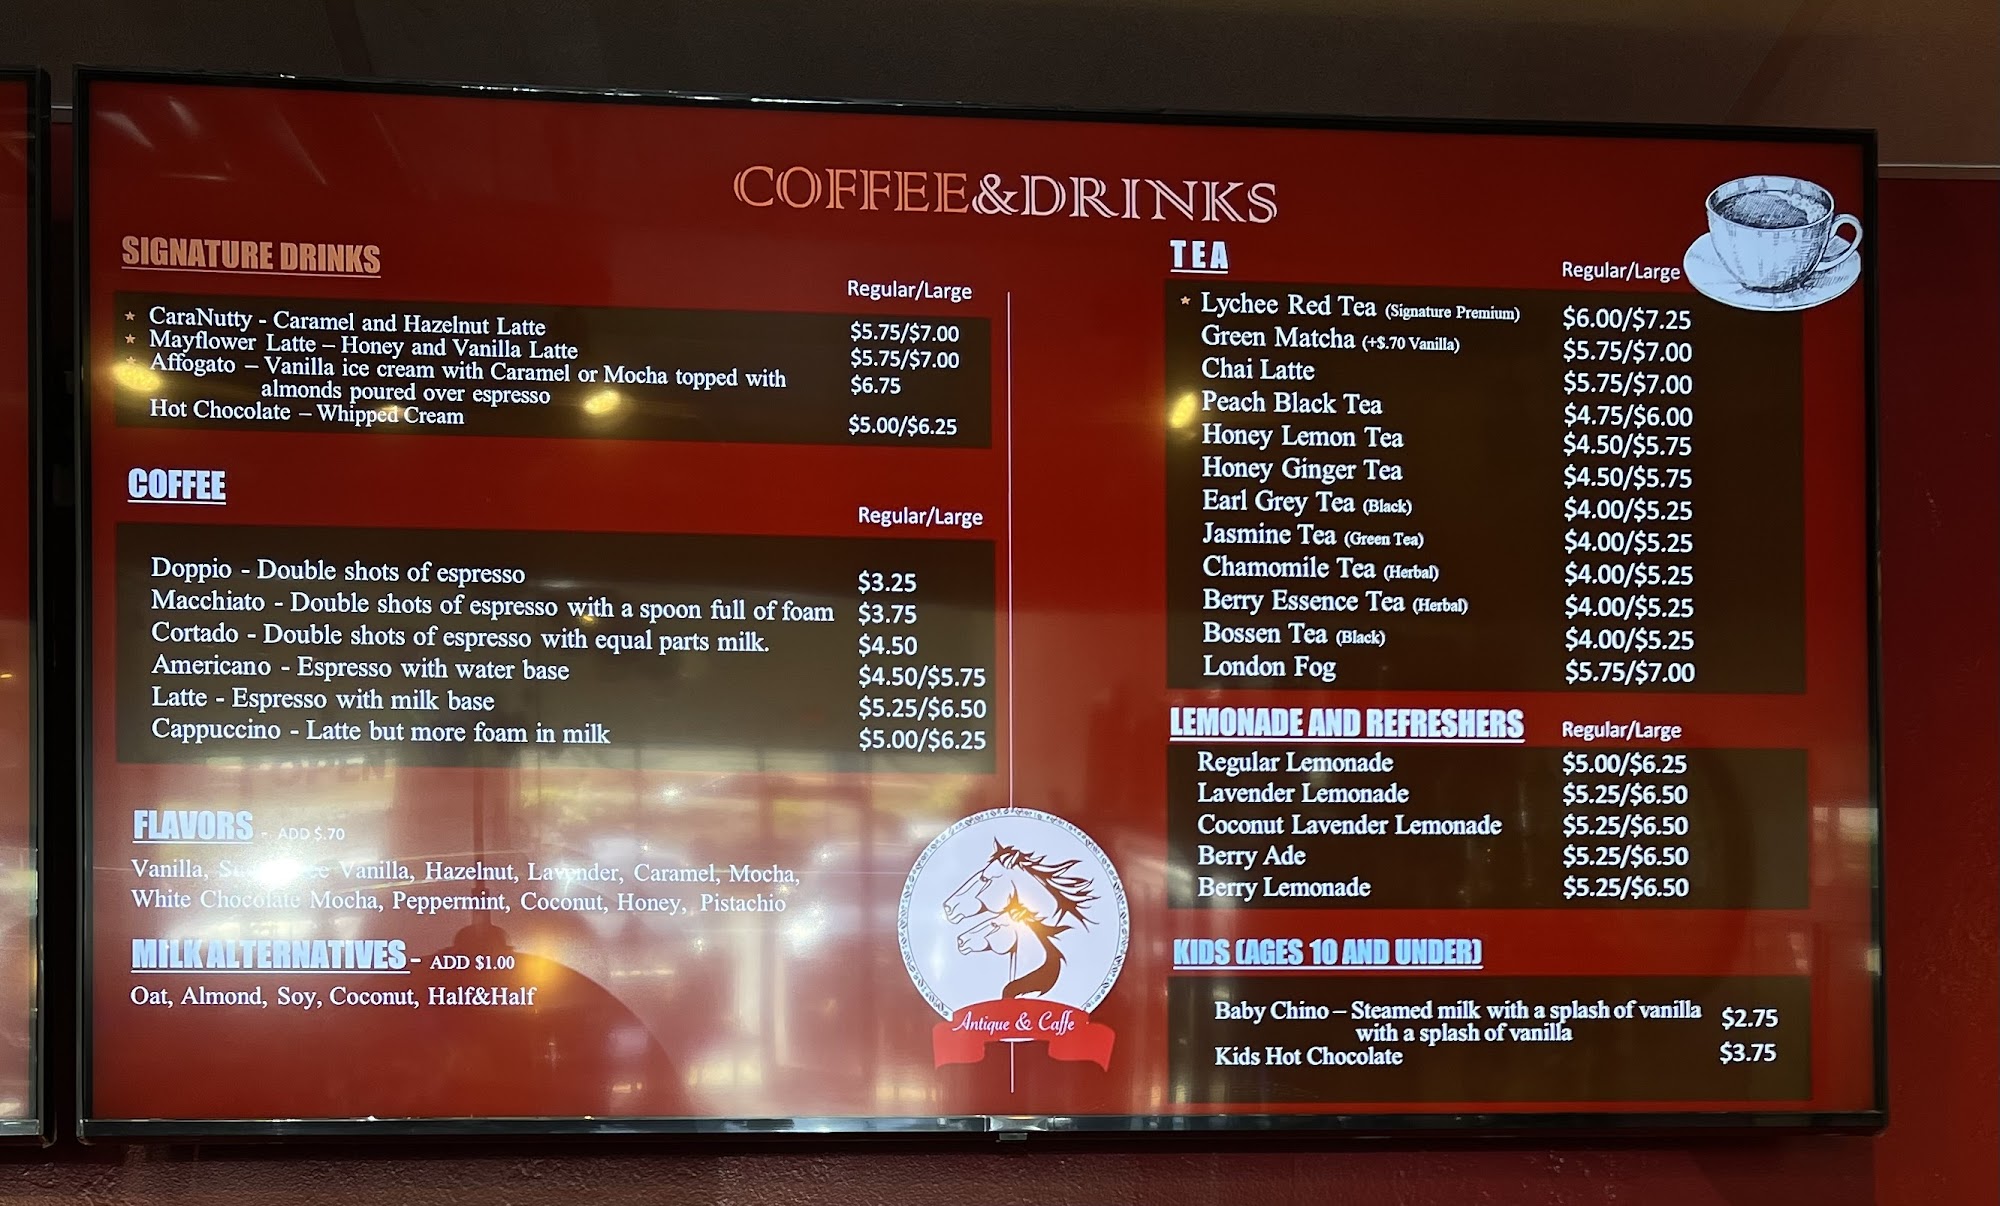 COFFEE&DRINKS
SIGNATURE DRINKS
Regular/Large
CaraNutty - Caramel and Hazelnut Latte $5.75/$7.00
Mayflower Latte – Honey and Vanilla Latte $5.75/$7.00
Affogato – Vanilla ice cream with Caramel or Mocha topped with $6.75
almonds poured over espresso
Hot Chocolate – Whipped Cream $5.00/$6.25
COFFEE
Regular/Large
Doppio - Double shots of espresso $3.25
Macchiato - Double shots of espresso with a spoon full of foam $3.75
Cortado - Double shots of espresso with equal parts milk. $4.50
Americano - Espresso with water base $4.50/$5.75
Latte - Espresso with milk base $5.25/$6.50
Cappuccino - Latte but more foam in milk $5.00/$6.25
FLAVORS - ADD $.70
Vanilla, Vanilla, Hazelnut, Lavender, Caramel, Mocha,
White Chocolate Mocha, Peppermint, Coconut, Honey, Pistachio
MILK ALTERNATIVES - ADD $1.00
Oat, Almond, Soy, Coconut, Half&Half
Antique & Caffe
TEA
Regular/Large
Lychee Red Tea (Signature Premium) $6.00/$7.25
Green Matcha (+$.70 Vanilla) $5.75/$7.00
Chai Latte $5.75/$7.00
Peach Black Tea $4.75/$6.00
Honey Lemon Tea $4.50/$5.75
Honey Ginger Tea $4.50/$5.75
Earl Grey Tea (Black) $4.00/$5.25
Jasmine Tea (Green Tea) $4.00/$5.25
Chamomile Tea (Herbal) $4.00/$5.25
Berry Essence Tea (Herbal) $4.00/$5.25
Bossen Tea (Black) $4.00/$5.25
London Fog $5.75/$7.00
LEMONADE AND REFRESHERS Regular/Large
Regular Lemonade $5.00/$6.25
Lavender Lemonade $5.25/$6.50
Coconut Lavender Lemonade $5.25/$6.50
Berry Ade $5.25/$6.50
Berry Lemonade $5.25/$6.50
KIDS (AGES 10 AND UNDER)
Baby Chino – Steamed milk with a splash of vanilla $2.75
with a splash of vanilla
Kids Hot Chocolate $3.75